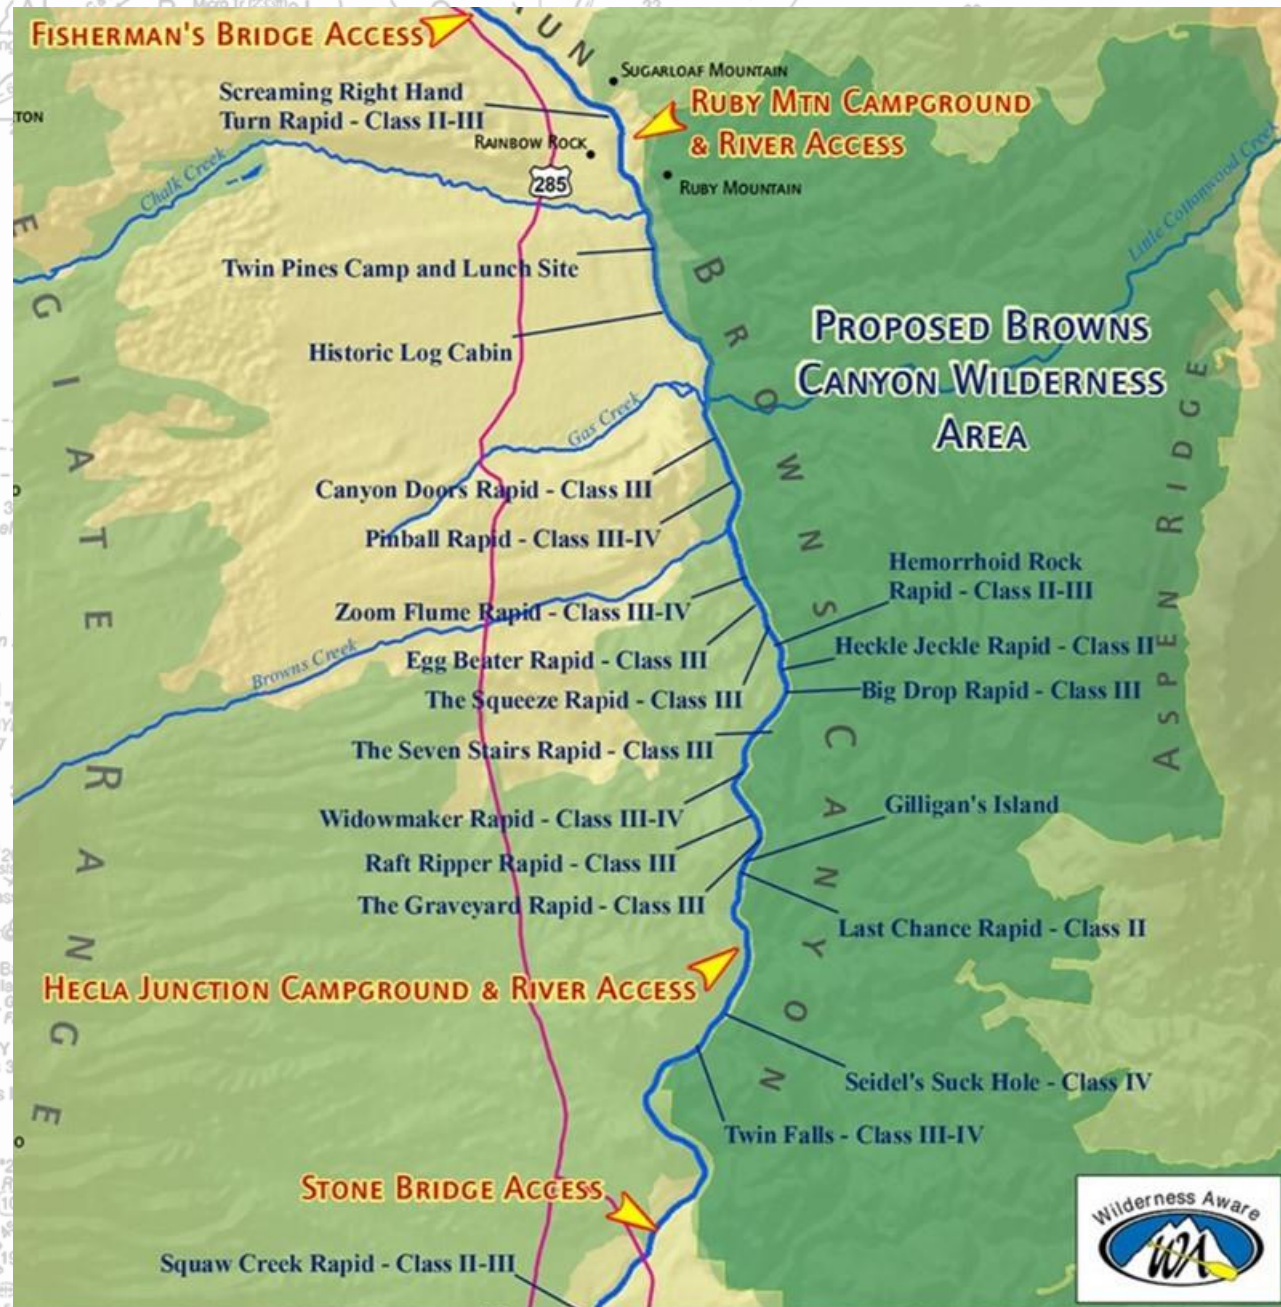 FISHERMAN'S BRIDGE ACCESS
UN
SUGARLOAF MOUNTAIN
Screaming Right Hand
Turn Rapid - Class II-III
RUBY MTN CAMPGROUND
& RIVER ACCESS
TON
RAINBOW ROCK
285
RUBY MOUNTAIN
Chalk Creek
Little Cottonwood Creek
Twin Pines Camp and Lunch Site
Historic Log Cabin
PROPOSED BROWNS
CANYON WILDERNESS
AREA
Gas Creek
Canyon Doors Rapid - Class III
Pinball Rapid - Class III-IV
Hemorrhoid Rock
Rapid - Class II-III
Zoom Flume Rapid - Class III-IV
Heckle Jeckle Rapid - Class II
Egg Beater Rapid - Class III
Browns Creek
The Squeeze Rapid - Class III
Big Drop Rapid - Class III
The Seven Stairs Rapid - Class III
Gilligan's Island
Widowmaker Rapid - Class III-IV
Raft Ripper Rapid - Class III
The Graveyard Rapid - Class III
Last Chance Rapid - Class II
HECLA JUNCTION CAMPGROUND & RIVER ACCESS
Seidel's Suck Hole - Class IV
Twin Falls - Class III-IV
STONE BRIDGE ACCESS
Squaw Creek Rapid - Class II-III
EGIATE RANGE
BROWNS CANYON
ASPEN RIDGE
Wilderness Aware
WA